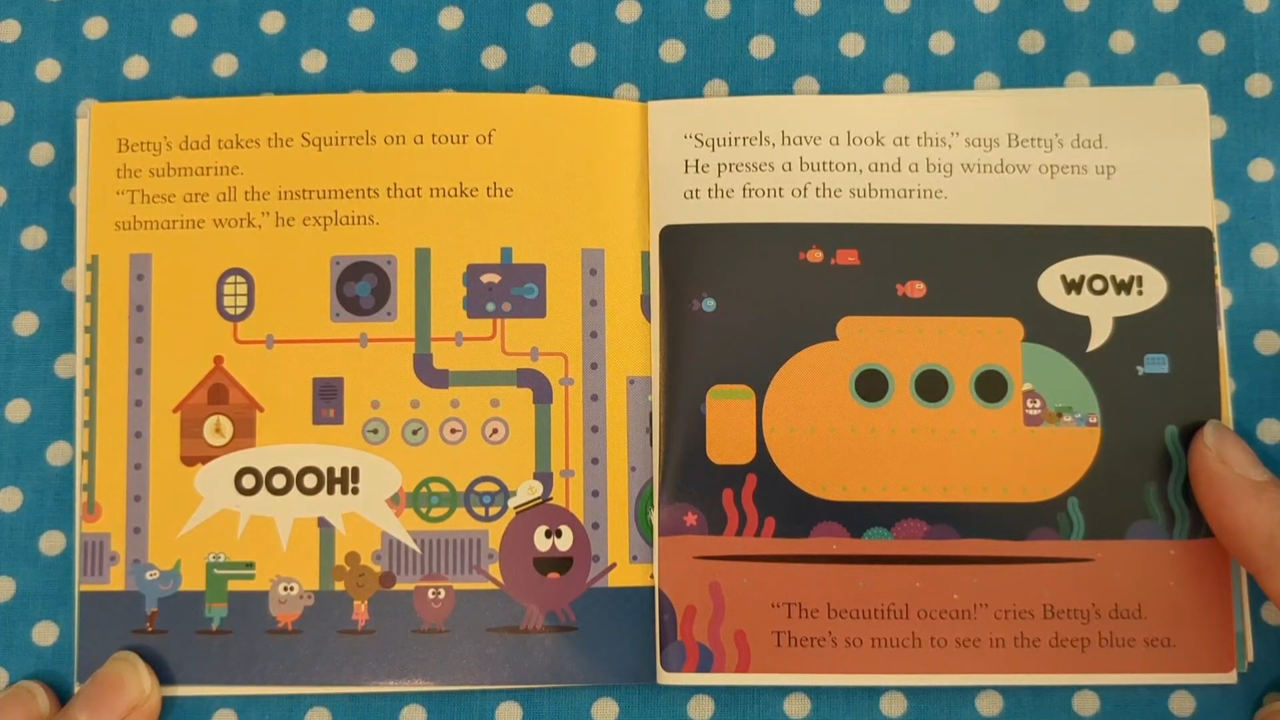 Betty's dad takes the Squirrels on a tour of
the submarine.
“These are all the instruments that make the
submarine work,” he explains.
OOOH!
“Squirrels, have a look at this,” says Betty's dad.
He presses a button, and a big window opens up
at the front of the submarine.
WOW!
“The beautiful ocean!” cries Betty's dad.
There's so much to see in the deep blue sea.